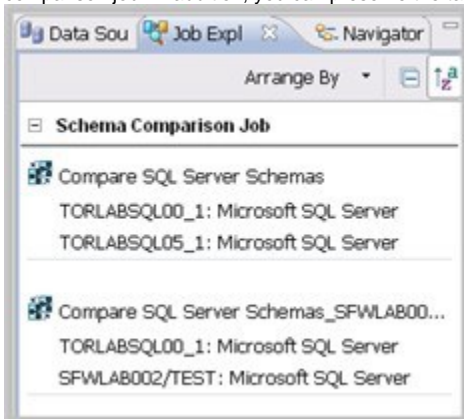 Data Sou Job Expl Navigator
Arrange By
Schema Comparison Job
Compare SQL Server Schemas
TORLABSQL00_1: Microsoft SQL Server
TORLABSQL05_1: Microsoft SQL Server
Compare SQL Server Schemas_SFWLAB00...
TORLABSQL00_1: Microsoft SQL Server
SFWLAB002/TEST: Microsoft SQL Server